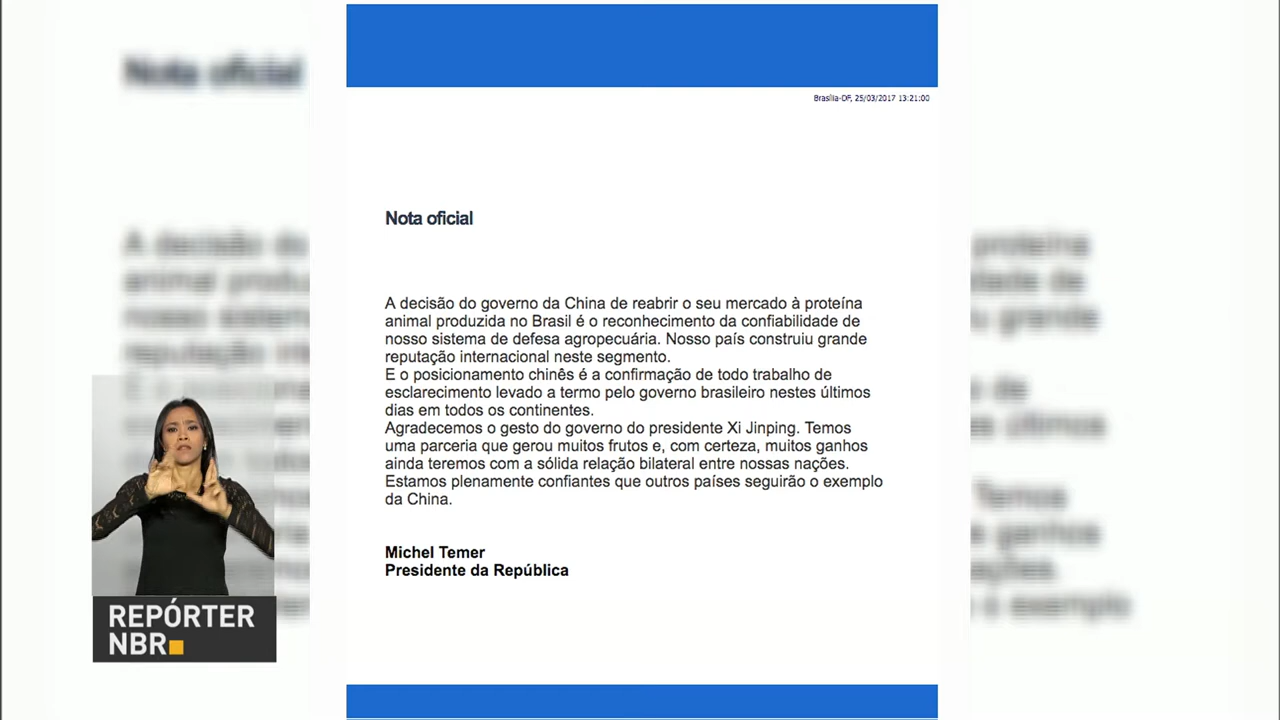 Nota oficial
Brasília-DF, 25/03/2017 13:21:00
Nota oficial
A decisão do governo da China de reabrir o seu mercado à proteína
animal produzida no Brasil é o reconhecimento da confiabilidade de
nosso sistema de defesa agropecuária. Nosso país construiu grande
reputação internacional neste segmento.
E o posicionamento chinês é a confirmação de todo trabalho de
esclarecimento levado a termo pelo governo brasileiro nestes últimos
dias em todos os continentes.
Agradecemos o gesto do governo do presidente Xi Jinping. Temos
uma parceria que gerou muitos frutos e, com certeza, muitos ganhos
ainda teremos com a sólida relação bilateral entre nossas nações.
Estamos plenamente confiantes que outros países seguirão o exemplo
da China.
Michel Temer
Presidente da República
REPÓRTER
NBR